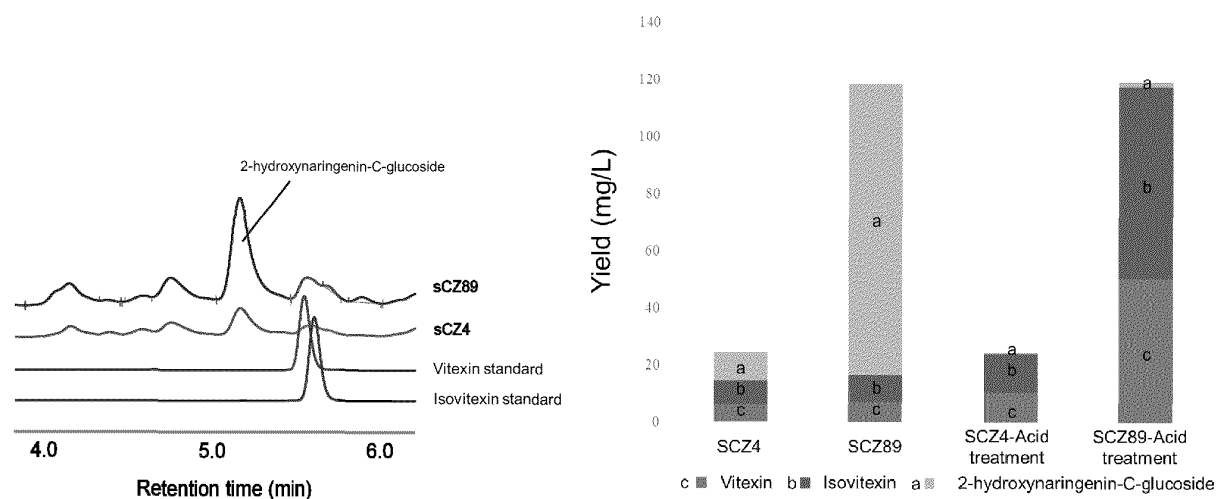 2-hydroxynaringenin-C-glucoside
sCZ89
sCZ4
Vitexin standard
Isovitexin standard
4.0 5.0 6.0
Retention time (min)
Yield (mg/L)
140
120
100
80
60
40
20
0
a
b
c
a
b
c
a
b
c
a
b
c
SCZ4
SCZ89
SCZ4-Acid
treatment
SCZ89-Acid
treatment
c Vitexin b Isovitexin a 2-hydroxynaringenin-C-glucoside